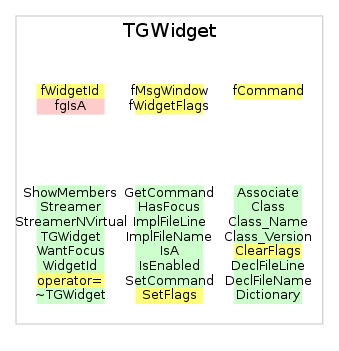 TGWidget
fWidgetId
fgIsA
fMsgWindow
fWidgetFlags
fCommand
ShowMembers
Streamer
StreamerNVirtual
TGWidget
WantFocus
WidgetId
operator=
~TGWidget
GetCommand
HasFocus
ImplFileLine
ImplFileName
IsA
IsEnabled
SetCommand
SetFlags
Associate
Class
Class_Name
Class_Version
ClearFlags
DeclFileLine
DeclFileName
Dictionary